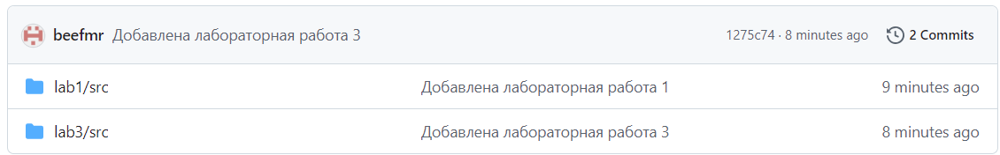 beefmr Добавлена лабораторная работа 3 1275c74 · 8 minutes ago 2 Commits
lab1/src Добавлена лабораторная работа 1 9 minutes ago
lab3/src Добавлена лабораторная работа 3 8 minutes ago